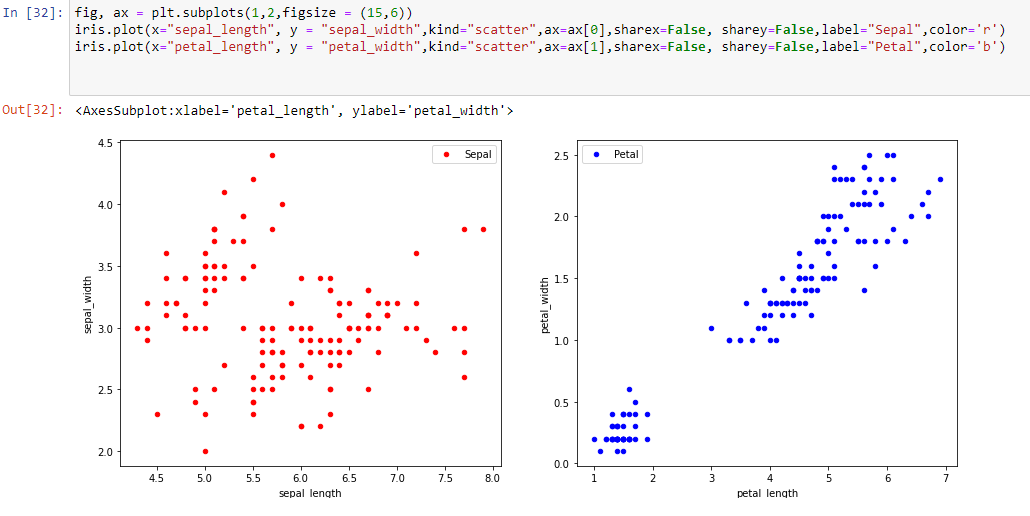 In [32]: fig, ax = plt.subplots(1,2,figsize = (15,6))
iris.plot(x="sepal_length", y = "sepal_width",kind="scatter",ax=ax[0],sharex=False, sharey=False,label="Sepal",color='r')
iris.plot(x="petal_length", y = "petal_width",kind="scatter",ax=ax[1],sharex=False, sharey=False,label="Petal",color='b')
Out[32]: <AxesSubplot:xlabel='petal_length', ylabel='petal_width'>
4.5
4.0
3.5
3.0
2.5
2.0
sepal_width
Sepal
4.5 5.0 5.5 6.0 6.5 7.0 7.5 8.0
sepal_length
2.5
2.0
1.5
1.0
0.5
0.0
petal_width
Petal
1 2 3 4 5 6 7
petal_length